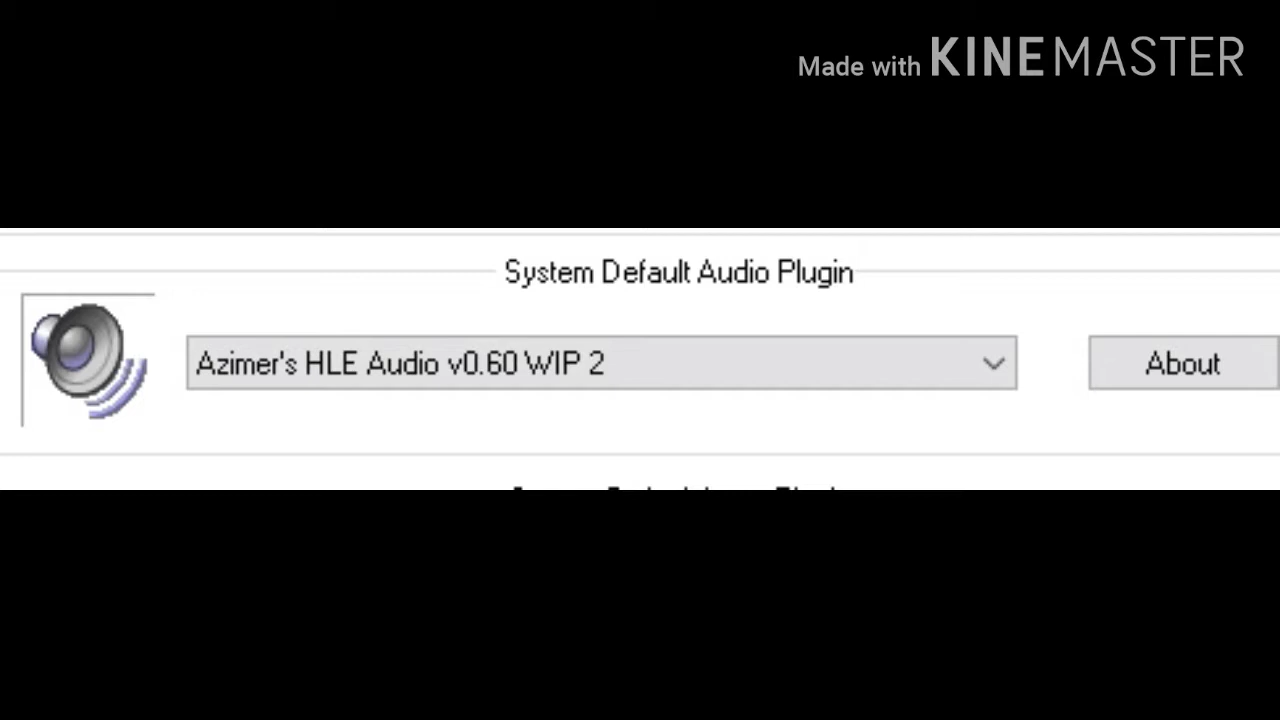 Made with KINEMASTER
System Default Audio Plugin
Azimer's HLE Audio v0.60 WIP 2
About